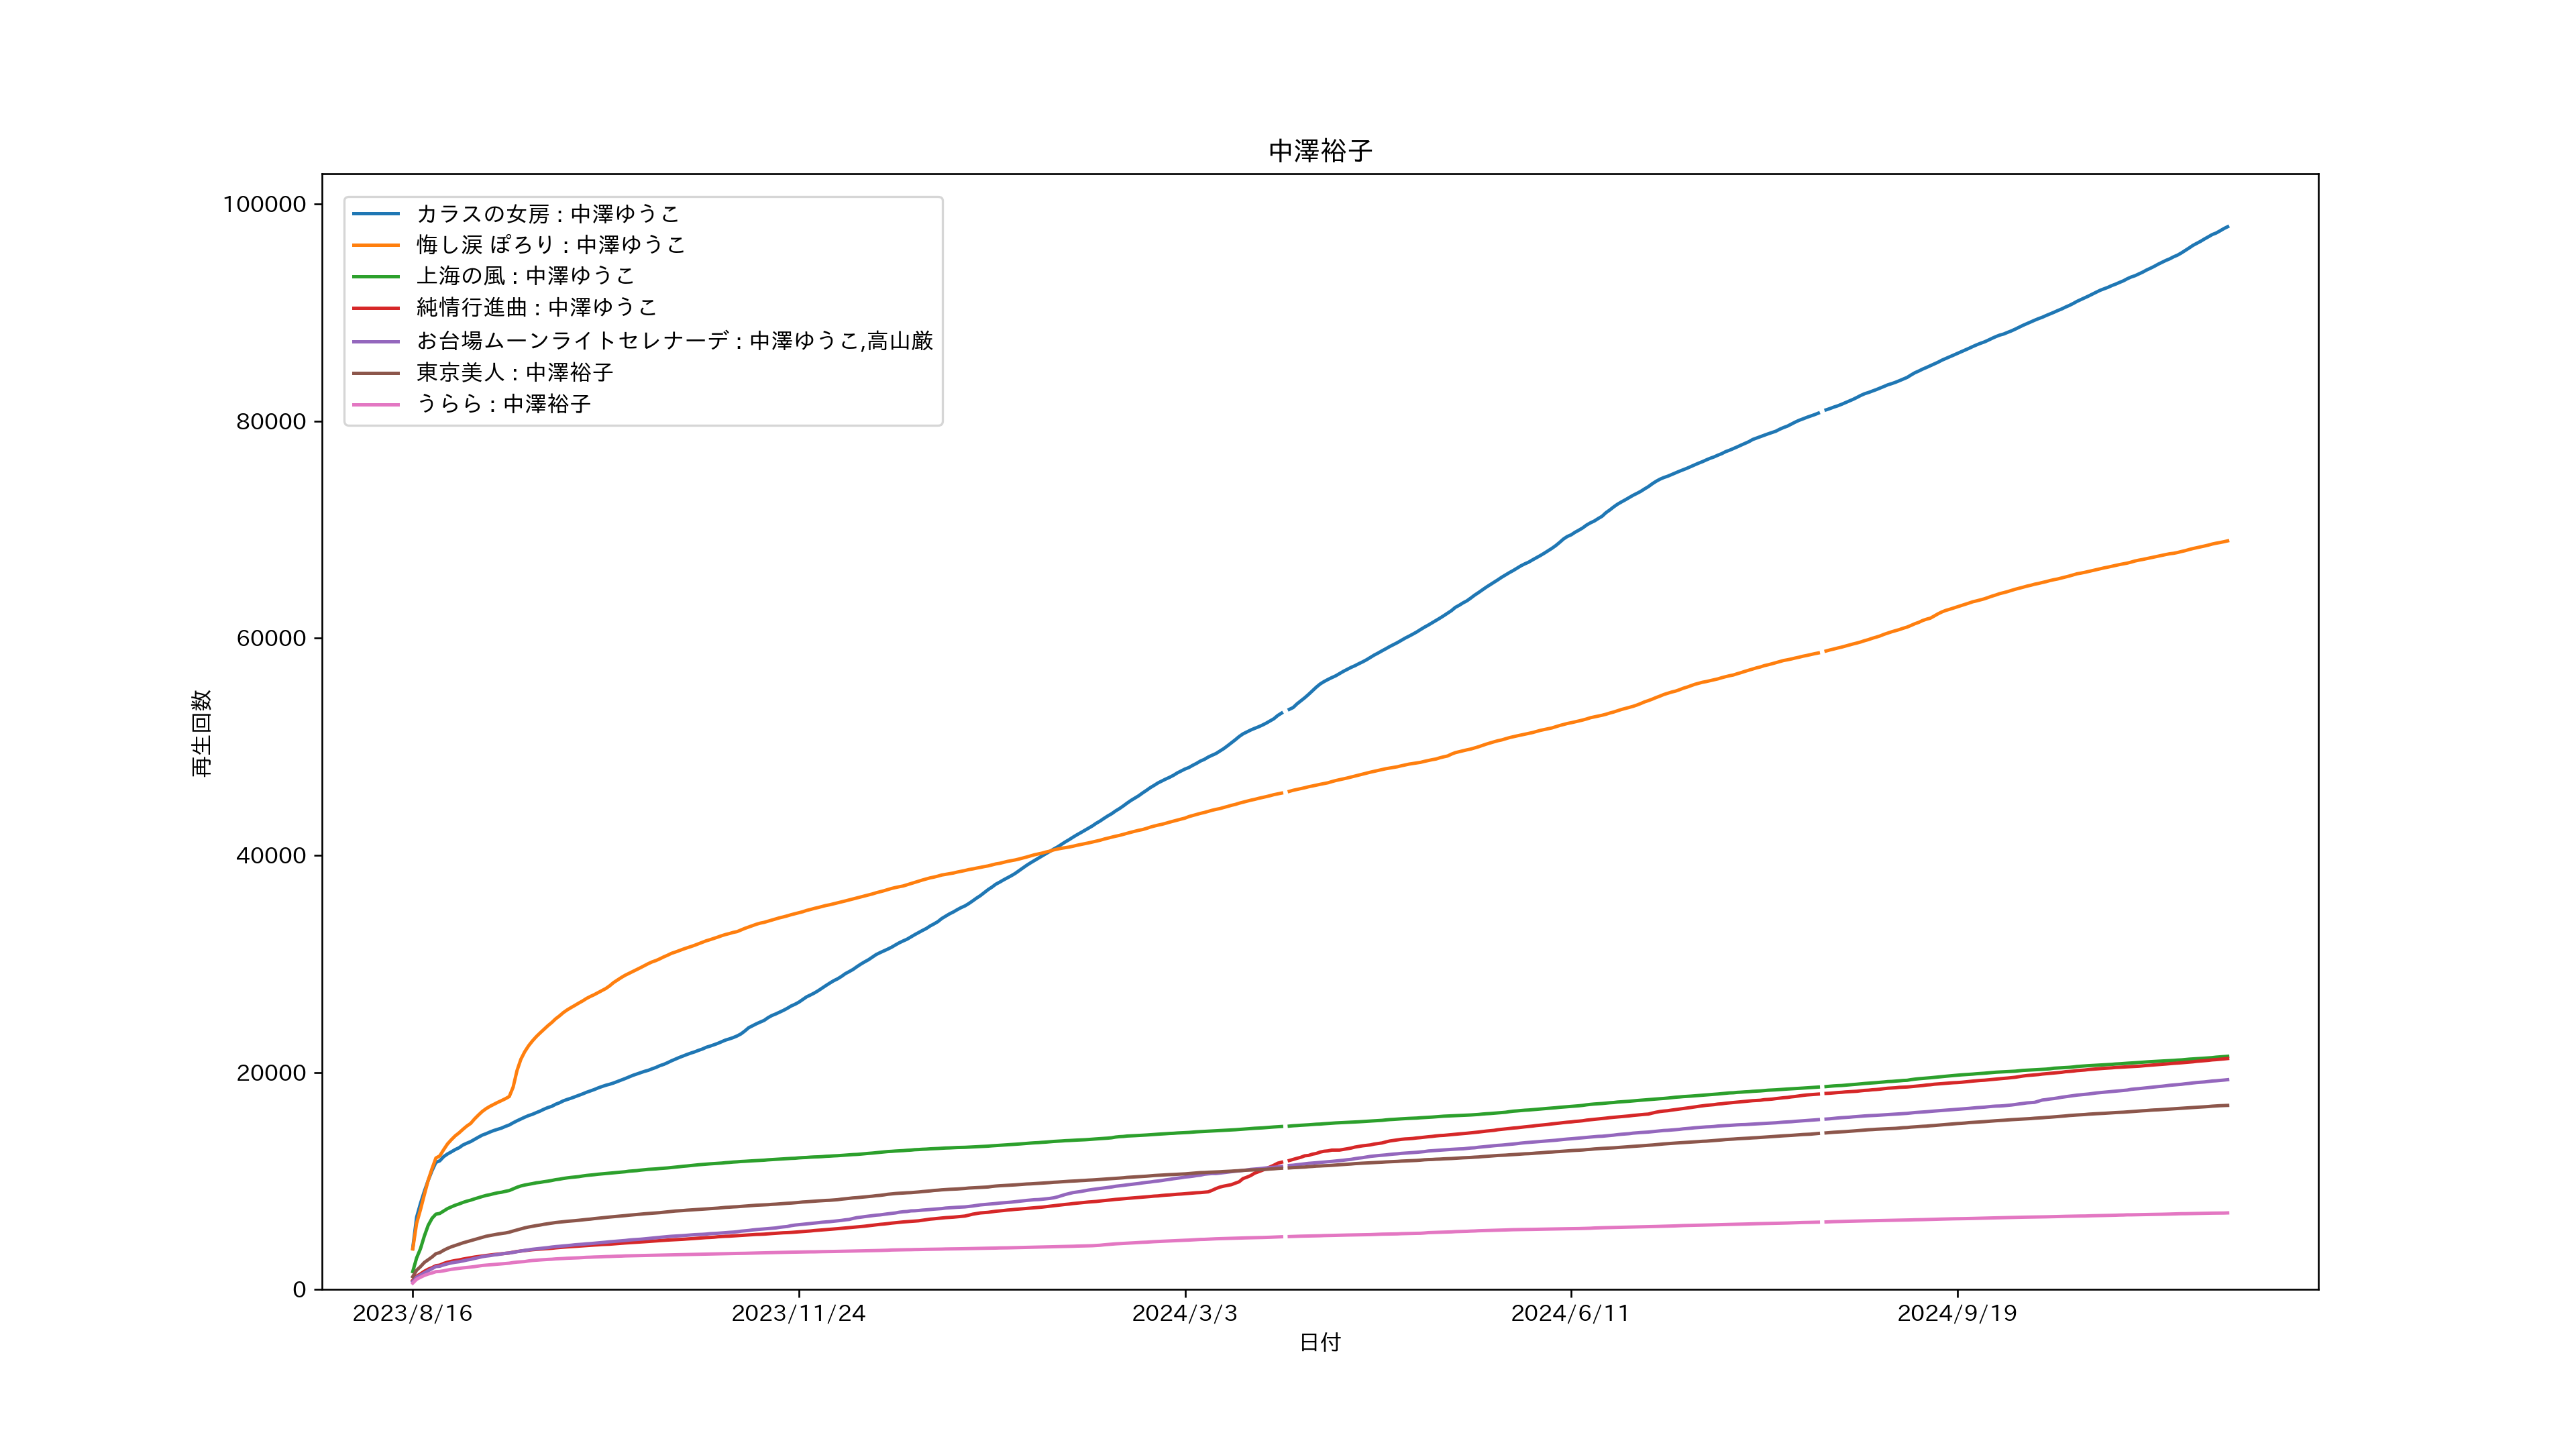 中澤裕子
100000
80000
60000
40000
20000
0
再生回数
カラスの女房 : 中澤ゆうこ
悔し涙 ぽろり : 中澤ゆうこ
上海の風 : 中澤ゆうこ
純情行進曲 : 中澤ゆうこ
お台場ムーンライトセレナーデ : 中澤ゆうこ,高山厳
東京美人 : 中澤裕子
うらら : 中澤裕子
2023/8/16 2023/11/24 2024/3/3 2024/6/11 2024/9/19
日付